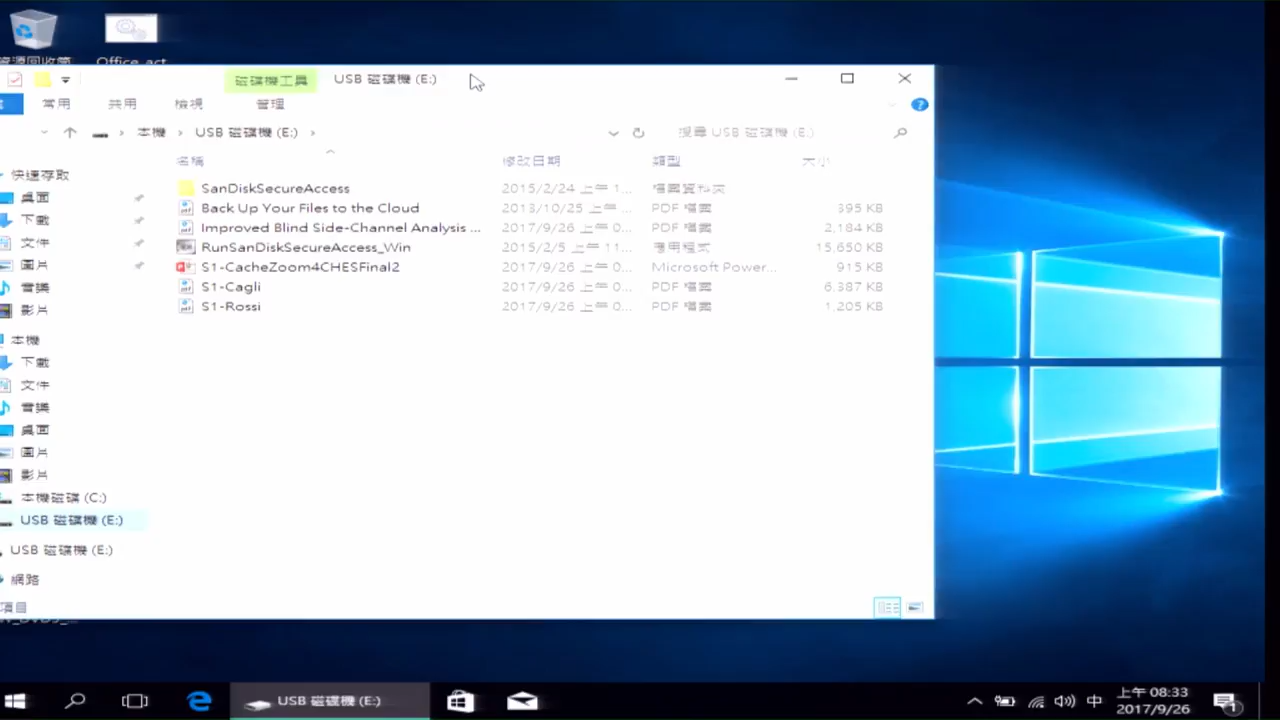 Office_act
磁碟機工具
USB 磁碟機 (E:)
常用
共用
檢視
管理
本機 › USB 磁碟機 (E:) ›
搜尋 USB 磁碟機 (E:)
名稱
修改日期
類型
大小
SanDiskSecureAccess
2015/2/24 上午 1...
檔案資料夾
Back Up Your Files to the Cloud
2013/10/25 上午 ...
PDF 檔案
395 KB
Improved Blind Side-Channel Analysis ...
2017/9/26 上午 0...
PDF 檔案
2,184 KB
RunSanDiskSecureAccess_Win
2015/2/5 上午 11...
應用程式
15,650 KB
S1-CacheZoom4CHESFinal2
2017/9/26 上午 0...
Microsoft Power...
915 KB
S1-Cagli
2017/9/26 上午 0...
PDF 檔案
6,387 KB
S1-Rossi
2017/9/26 上午 0...
PDF 檔案
1,205 KB
快速存取
桌面
下載
文件
圖片
音樂
影片
本機
下載
文件
音樂
桌面
圖片
影片
本機磁碟 (C:)
USB 磁碟機 (E:)
USB 磁碟機 (E:)
網路
項目
USB 磁碟機 (E:)
中
上午 08:33
2017/9/26
1